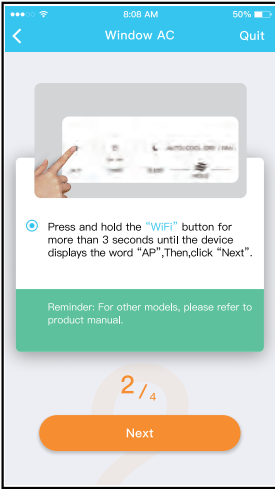 8:08 AM
50%
Window AC
Quit
AUTO COOL DRY FAN
Press and hold the “WiFi” button for
more than 3 seconds until the device
displays the word “AP”,Then,click “Next”.
Reminder: For other models, please refer to
product manual.
2/4
Next